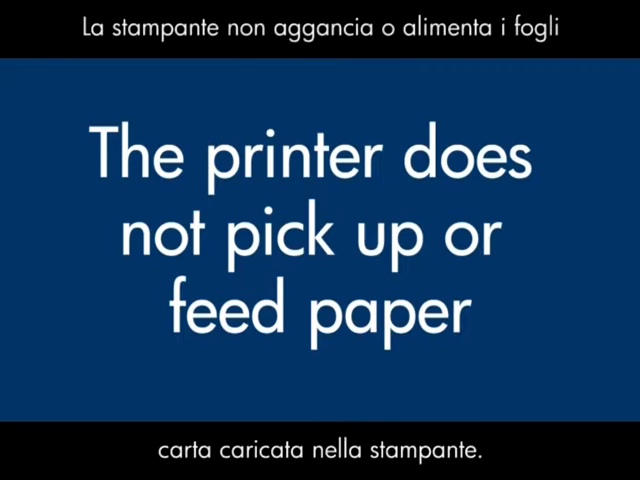 La stampante non aggancia o alimenta i fogli
The printer does
not pick up or
feed paper
carta caricata nella stampante.